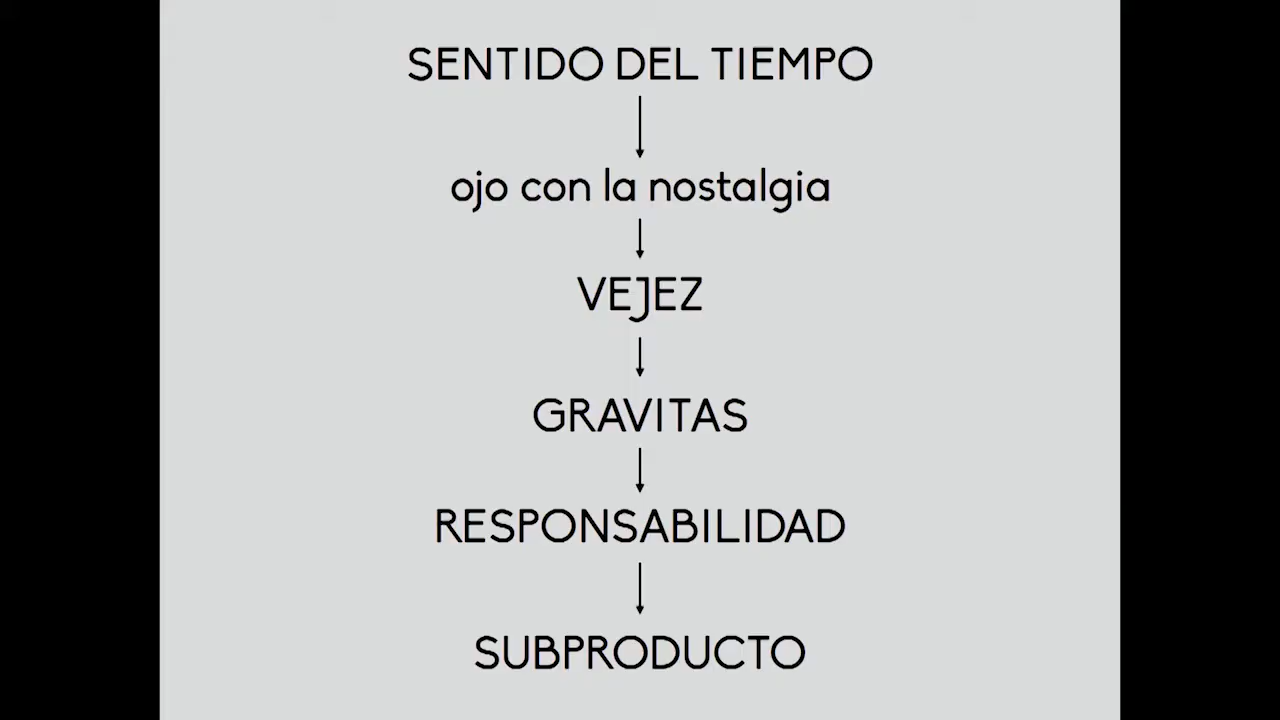 SENTIDO DEL TIEMPO
ojo con la nostalgia
VEJEZ
GRAVITAS
RESPONSABILIDAD
SUBPRODUCTO